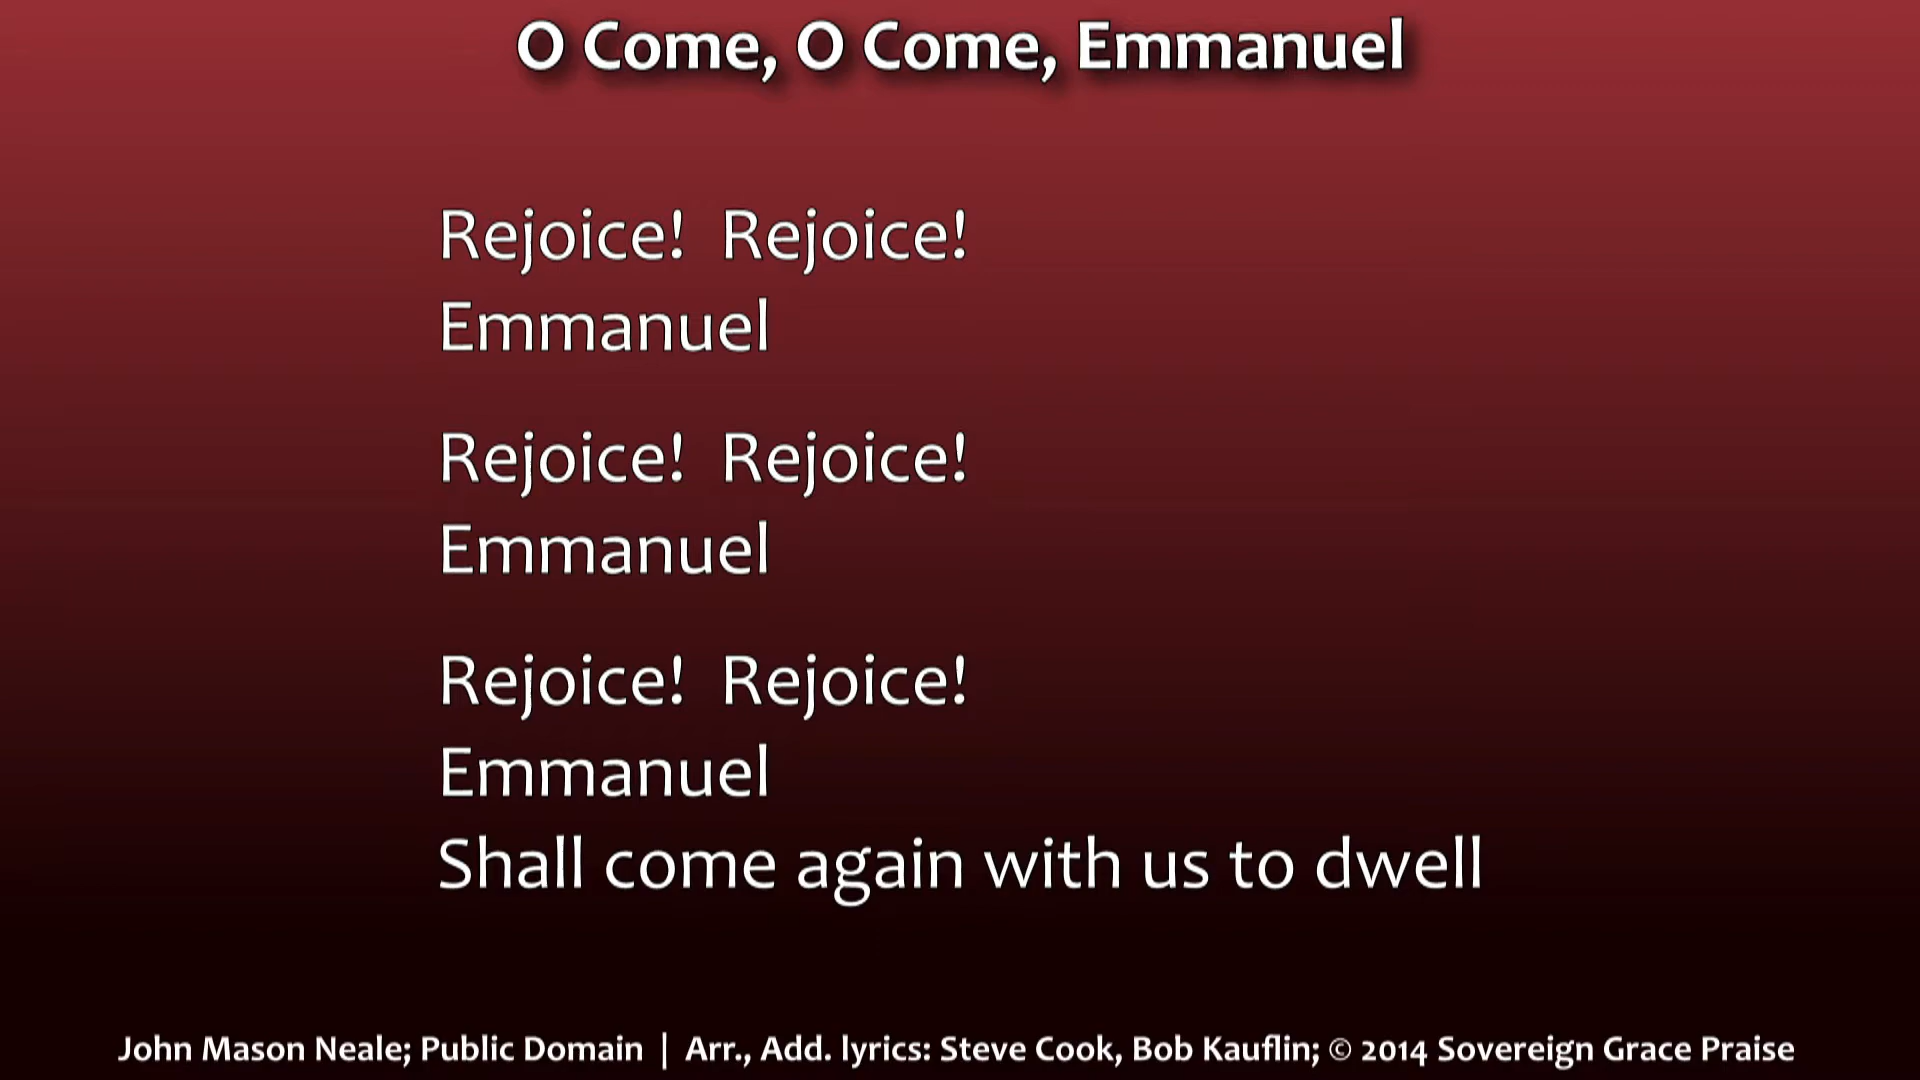 O Come, O Come, Emmanuel
Rejoice!  Rejoice!
Emmanuel
Rejoice!  Rejoice!
Emmanuel
Rejoice!  Rejoice!
Emmanuel
Shall come again with us to dwell
John Mason Neale; Public Domain | Arr., Add. lyrics: Steve Cook, Bob Kauflin; © 2014 Sovereign Grace Praise